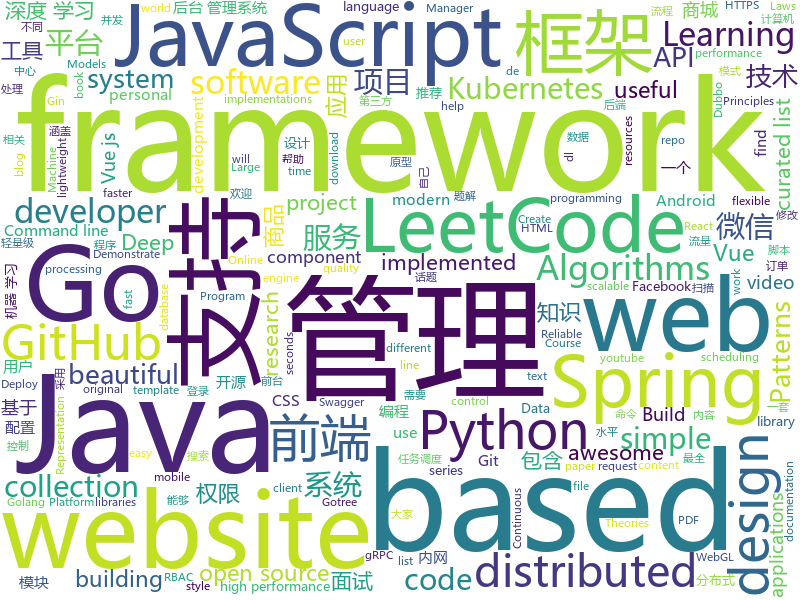 深度 学习
后台 管理系统
world
language
Manager
不同
HTTPS
Laws
计算机
工具
平台
并发
JavaScript
框架
商城
流程
中心
Models
book
system
user
performance
de
Learning
API
技术
处理
software
项目
应用
personal
implementations
第三方
Kubernetes
useful
推荐
后端
模式
Gin
blog
framework
Dubbo
Principles
相关
涵盖
Machine
lightweight
Vue js
faster
development
Large
帮助
time
设计
原型
download
help
will
自己
dl
数据
resources
repo
find
一个
curated list
developer
Go
支持
商品
project
modern
LeetCode
题解
欢迎
programming
Android
flexible
微信
修改
React
轻量级
Command line
程序
Demonstrate
Deep
服务
Online
component
HTML
Create
Algorithms
Vue
流量
脚本
机器 学习
processing
fast
database
Program
research
engine
quality
管理
implemented
话题
scalable
Facebook
web
work
订单
扫描
video
GitHub
beautiful
seconds
different
知识
Reliable
Course
youtube
scheduling
Patterns
用户
Deploy
采用
original
template
登录
开源
前台
CSS
Swagger
line
text
Spring
Data
control
一套
基于
配置
Java
Representation
前端
编程
需要
use
Python
Build
命令
内容
library
控制
website
easy
搜索
based
simple
水平
最全
任务调度
series
Git
包含
awesome
paper
request
content
design
applications
collection
mobile
权限
系统
client
file
Golang
Platform
libraries
能够
list
Continuous
gRPC
内网
PDF
Theories
大家
documentation
模块
building
RBAC
style
open source
high performance
面试
Gotree
code
distributed
WebGL
分布式